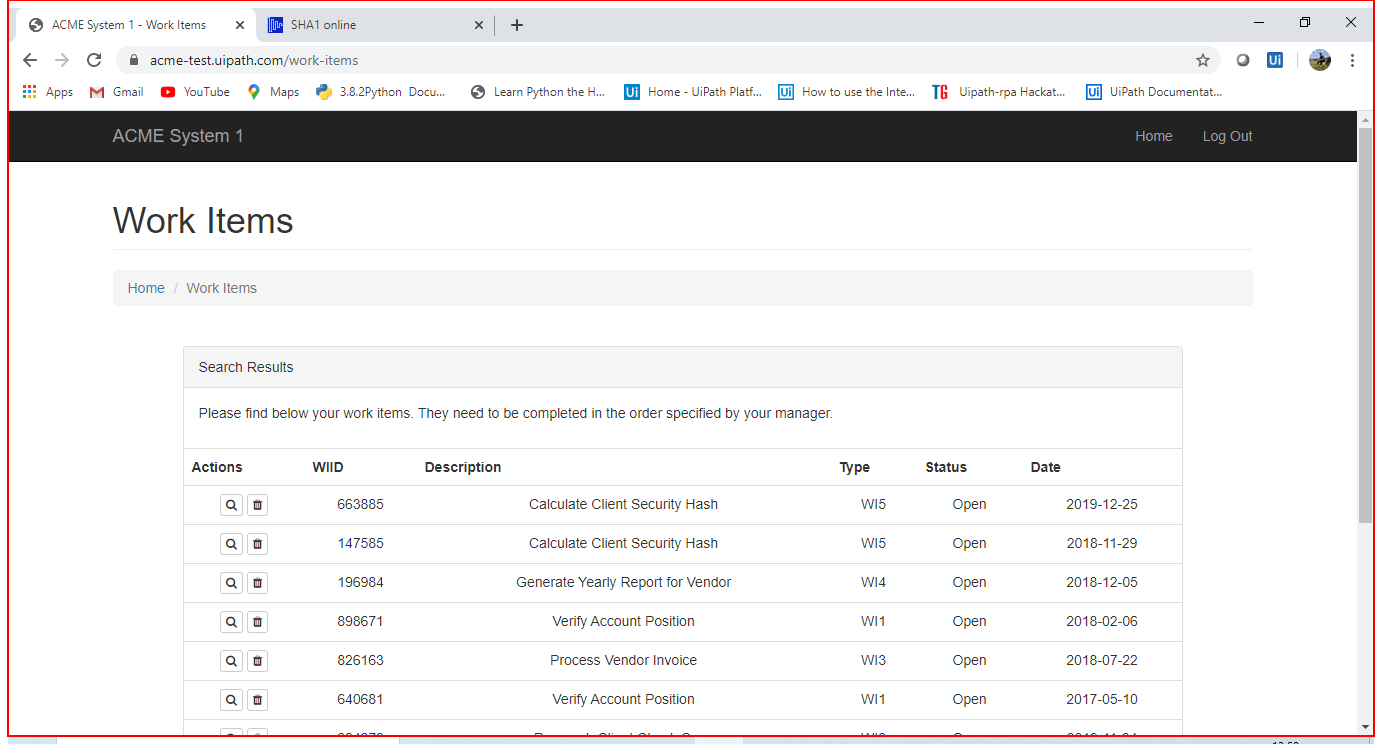 ACME System 1 - Work Items
SHA1 online
acme-test.uipath.com/work-items
Apps Gmail YouTube Maps 3.8.2Python Docu... Learn Python the H... Ui Home - UiPath Platf... Ui How to use the Inte... TG Uipath-rpa Hackat... Ui UiPath Documentat...
Ui
ACME System 1 Home Log Out
Work Items
Home / Work Items
Search Results
Please find below your work items. They need to be completed in the order specified by your manager.
Actions WIID Description Type Status Date
663885 Calculate Client Security Hash WI5 Open 2019-12-25
147585 Calculate Client Security Hash WI5 Open 2018-11-29
196984 Generate Yearly Report for Vendor WI4 Open 2018-12-05
898671 Verify Account Position WI1 Open 2018-02-06
826163 Process Vendor Invoice WI3 Open 2018-07-22
640681 Verify Account Position WI1 Open 2017-05-10